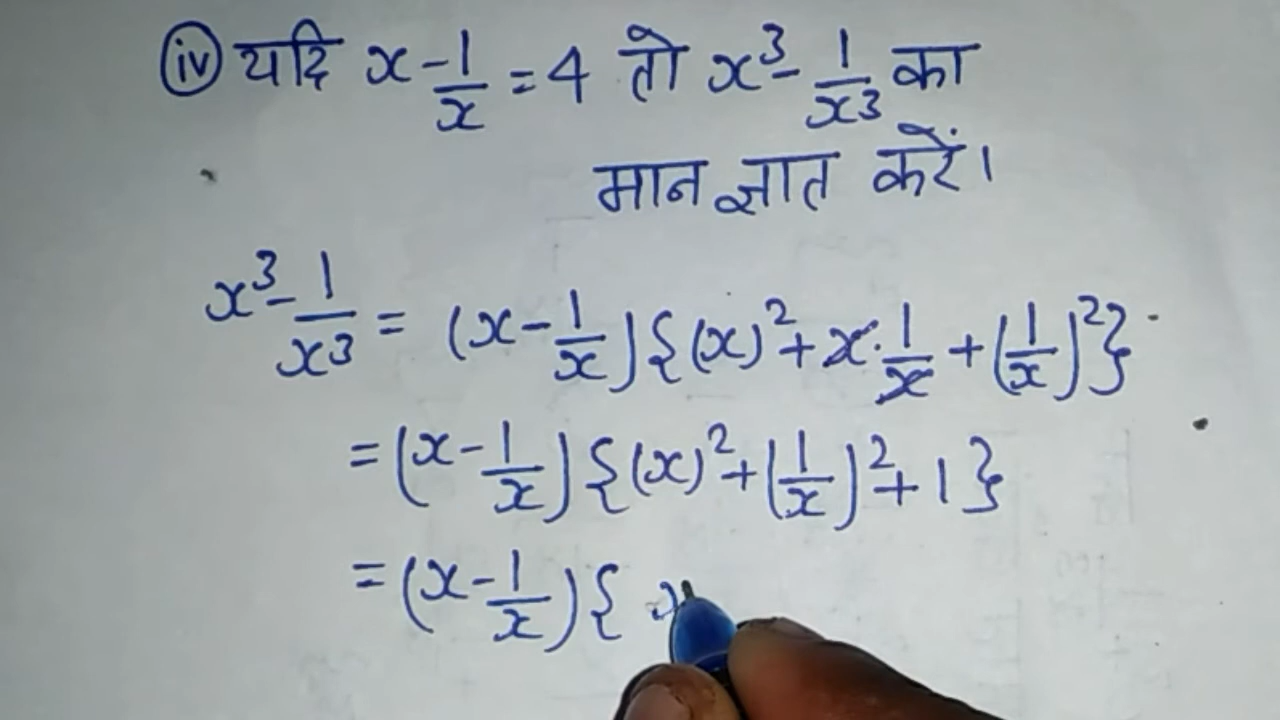 (iv) यदि x - 1/x = 4 तो x³ - 1/x³ का
मान ज्ञात करें।
x³ - 1/x³ = (x - 1/x) {(x)² + x · 1/x + (1/x)²}
= (x - 1/x) {(x)² + (1/x)² + 1}
= (x - 1/x) {